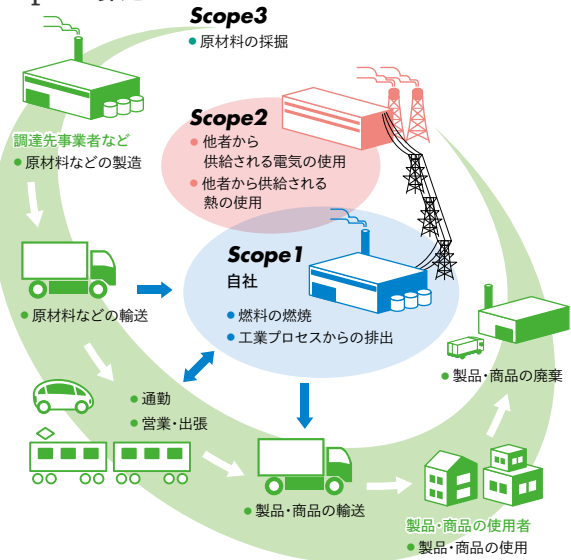 Scope3
● 原材料の採掘
Scope2
● 他者から
供給される電気の使用
● 他者から供給される
熱の使用
調達先事業者など
● 原材料などの製造
Scope1
自社
● 燃料の燃焼
● 工業プロセスからの排出
● 原材料などの輸送
● 通勤
● 営業・出張
● 製品・商品の廃棄
● 製品・商品の輸送
製品・商品の使用者
● 製品・商品の使用